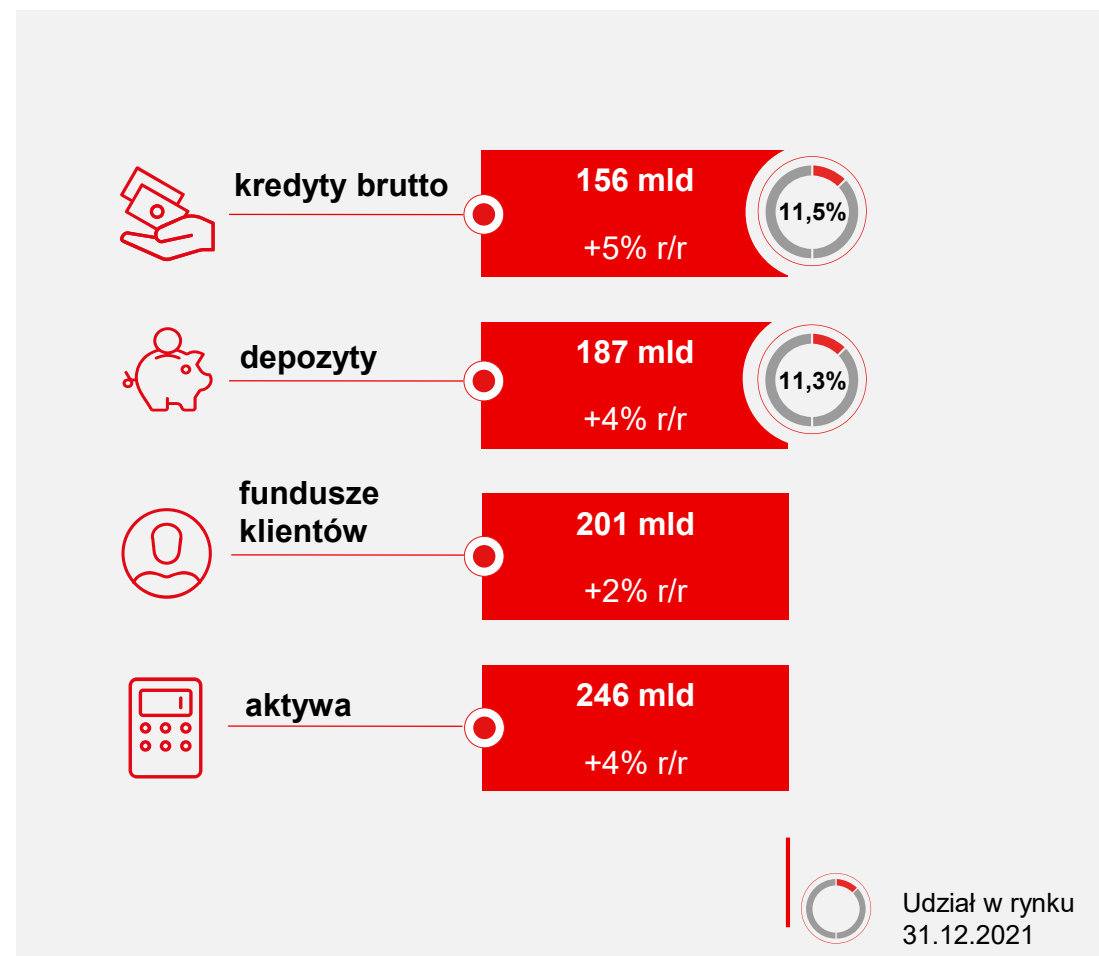 kredyty brutto
156 mld
+5% r/r
11,5%
depozyty
187 mld
+4% r/r
11,3%
fundusze
klientów
201 mld
+2% r/r
aktywa
246 mld
+4% r/r
Udział w rynku
31.12.2021